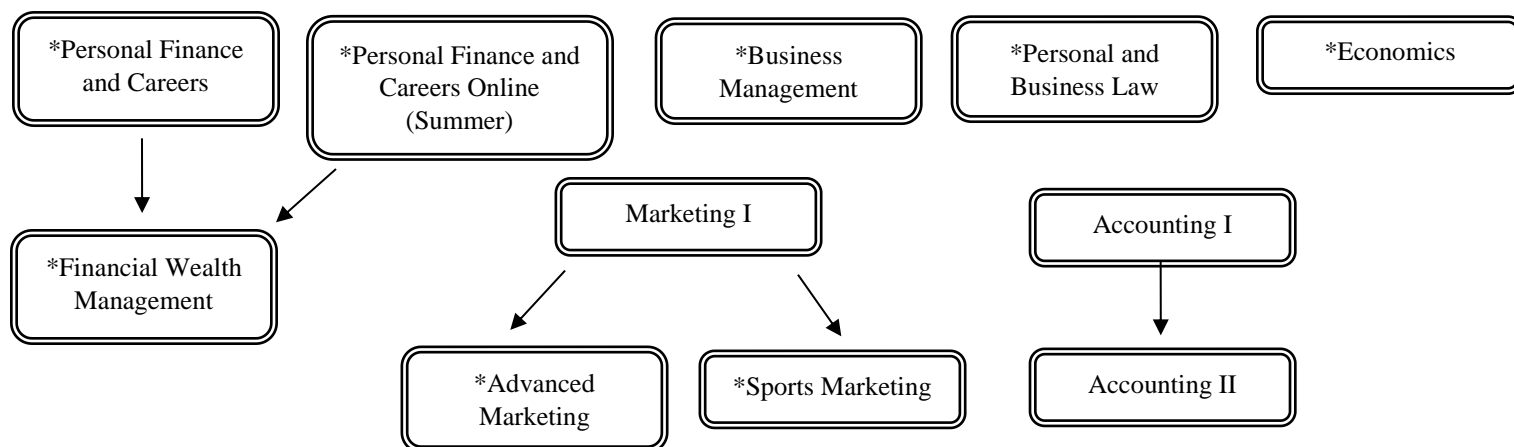 *Personal Finance
and Careers
*Personal Finance and
Careers Online
(Summer)
*Business
Management
*Personal and
Business Law
*Economics
*Financial Wealth
Management
Marketing I
Accounting I
*Advanced
Marketing
*Sports Marketing
Accounting II